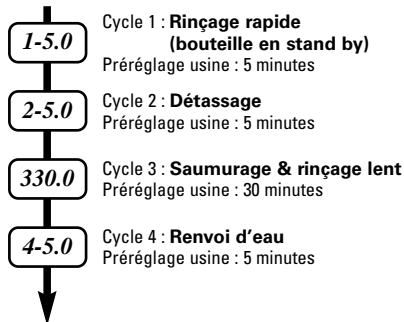 1-5.0
Cycle 1 : Rinçage rapide
(bouteille en stand by)
Préréglage usine : 5 minutes
2-5.0
Cycle 2 : Détassage
Préréglage usine : 5 minutes
330.0
Cycle 3 : Saumurage & rinçage lent
Préréglage usine : 30 minutes
4-5.0
Cycle 4 : Renvoi d'eau
Préréglage usine : 5 minutes